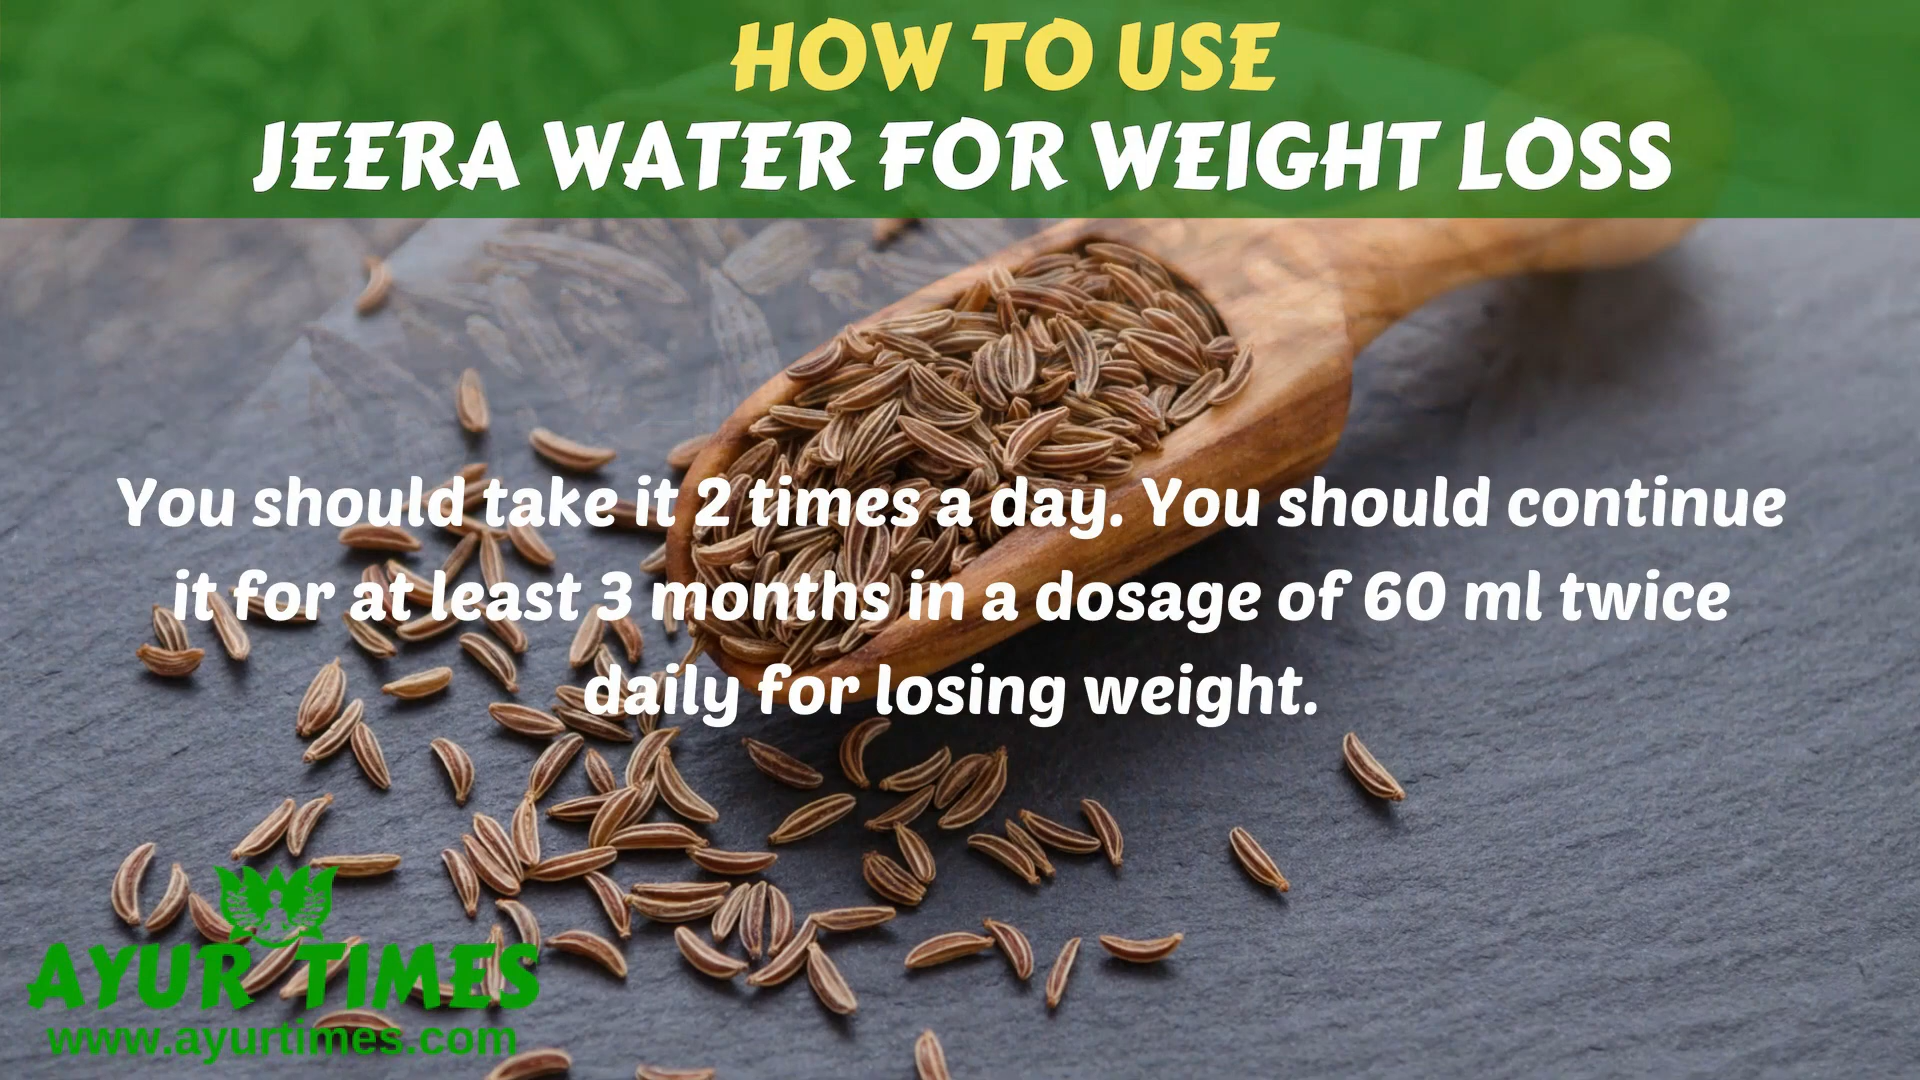 HOW TO USE
JEERA WATER FOR WEIGHT LOSS
You should take it 2 times a day. You should continue
it for at least 3 months in a dosage of 60 ml twice
daily for losing weight.
AYUR TIMES
www.ayurtimes.com